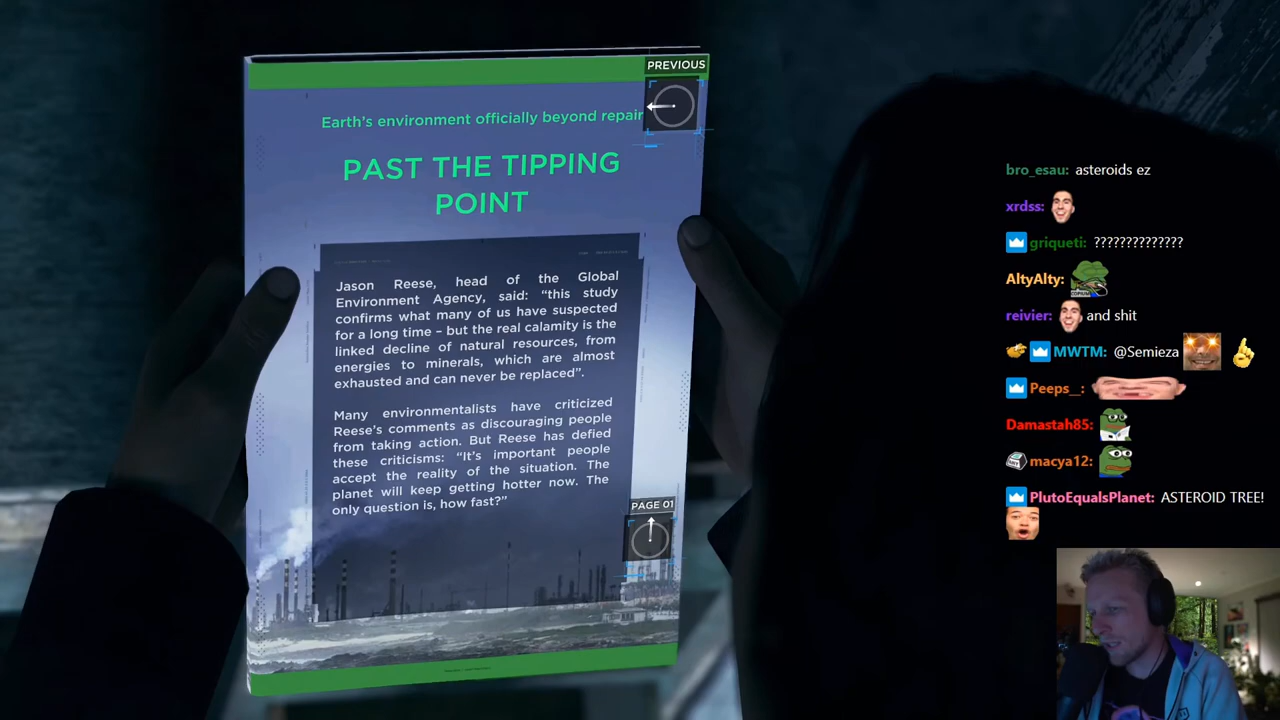 PREVIOUS
Earth's environment officially beyond repair
PAST THE TIPPING
POINT
Jason Reese, head of the Global
Environment Agency, said: "this study
confirms what many of us have suspected
for a long time – but the real calamity is the
linked decline of natural resources, from
energies to minerals, which are almost
exhausted and can never be replaced".
Many environmentalists have criticized
Reese's comments as discouraging people
from taking action. But Reese has defied
these criticisms: "It's important people
accept the reality of the situation. The
planet will keep getting hotter now. The
only question is, how fast?"
PAGE 01
bro_esau: asteroids ez
xrdss:
griqueti: ??????????????
AltyAlty:
reivier: and shit
MWTM: @Semieza
Peeps__:
Damastah85:
macya12:
PlutoEqualsPlanet: ASTEROID TREE!